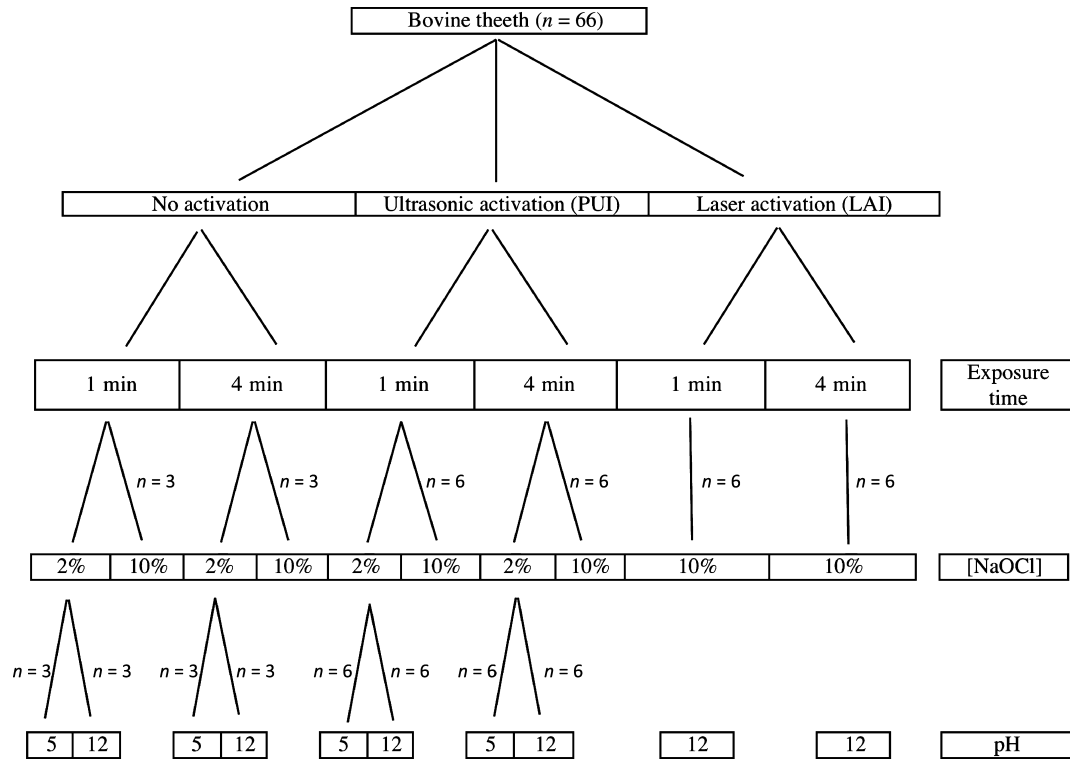 Bovine theeth (n = 66)
No activation Ultrasonic activation (PUI) Laser activation (LAI)
1 min 4 min 1 min 4 min 1 min 4 min Exposure
time
n = 3 n = 3 n = 6 n = 6 n = 6 n = 6
2% 10% 2% 10% 2% 10% 2% 10% 10% 10% [NaOCl]
n = 3 n = 3 n = 3 n = 3 n = 6 n = 6 n = 6 n = 6
5 12 5 12 5 12 5 12 12 12 pH